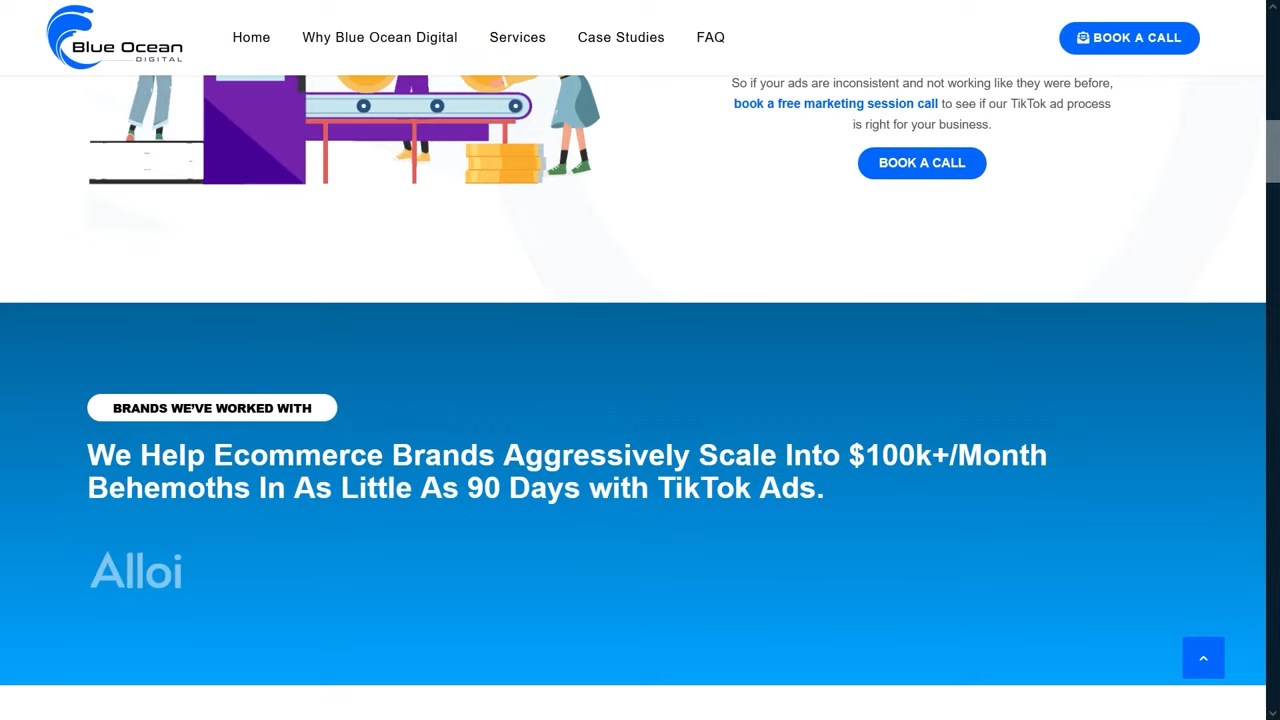 Blue Ocean
DIGITAL
Home
Why Blue Ocean Digital
Services
Case Studies
FAQ
BOOK A CALL
So if your ads are inconsistent and not working like they were before,
book a free marketing session call to see if our TikTok ad process
is right for your business.
BOOK A CALL
BRANDS WE'VE WORKED WITH
We Help Ecommerce Brands Aggressively Scale Into $100k+/Month
Behemoths In As Little As 90 Days with TikTok Ads.
Alloi